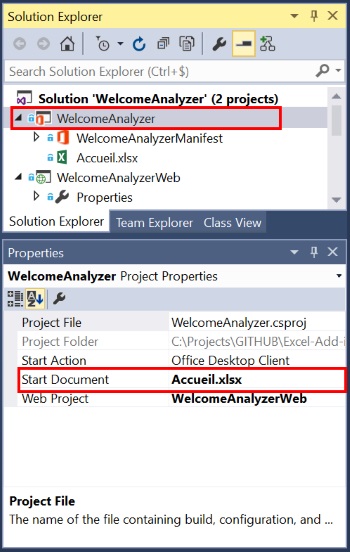 Solution Explorer
Search Solution Explorer (Ctrl+$)
Solution 'WelcomeAnalyzer' (2 projects)
WelcomeAnalyzer
WelcomeAnalyzerManifest
Accueil.xlsx
WelcomeAnalyzerWeb
Properties
Solution Explorer Team Explorer Class View
Properties
WelcomeAnalyzer Project Properties
Project File WelcomeAnalyzer.csproj
Project Folder C:\Projects\GITHUB\Excel-Add-i
Start Action Office Desktop Client
Start Document Accueil.xlsx
Web Project WelcomeAnalyzerWeb
Project File
The name of the file containing build, configuration, and ...